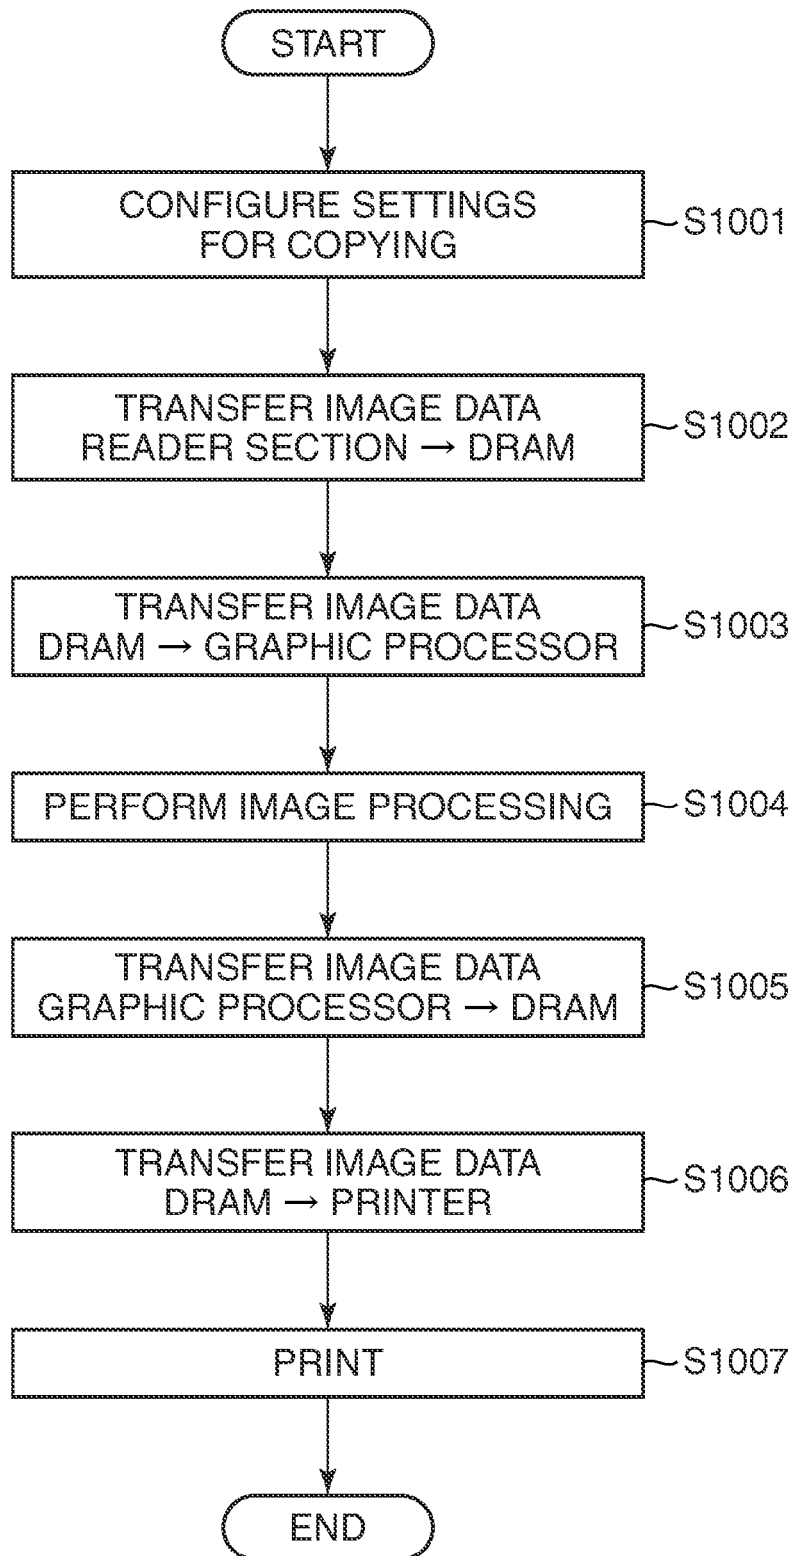 START
CONFIGURE SETTINGS
FOR COPYING
S1001
TRANSFER IMAGE DATA
READER SECTION → DRAM
S1002
TRANSFER IMAGE DATA
DRAM → GRAPHIC PROCESSOR
S1003
PERFORM IMAGE PROCESSING
S1004
TRANSFER IMAGE DATA
GRAPHIC PROCESSOR → DRAM
S1005
TRANSFER IMAGE DATA
DRAM → PRINTER
S1006
PRINT
S1007
END